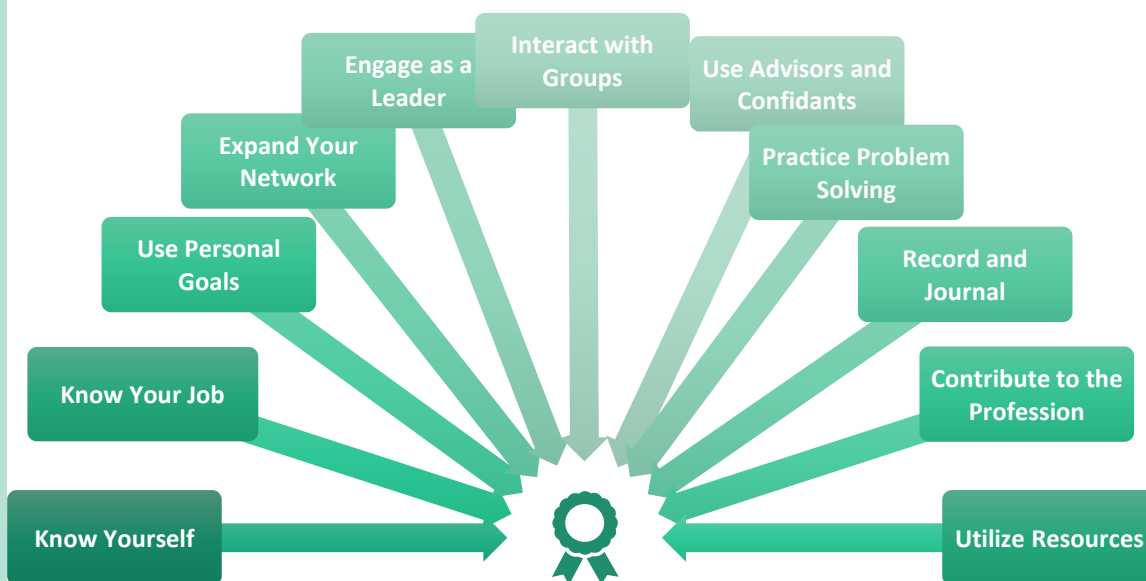 Know Yourself
Know Your Job
Use Personal
Goals
Expand Your
Network
Engage as a
Leader
Interact with
Groups
Use Advisors and
Confidants
Practice Problem
Solving
Record and
Journal
Contribute to the
Profession
Utilize Resources